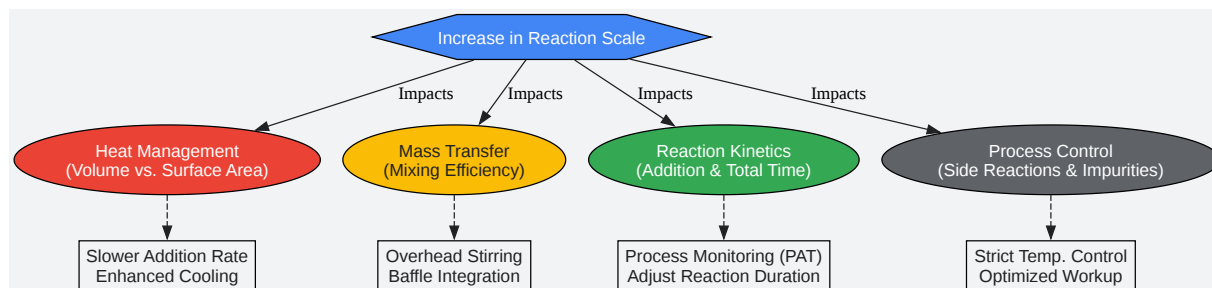 Increase in Reaction Scale
Impacts
Impacts
Impacts
Impacts
Heat Management
(Volume vs. Surface Area)
Mass Transfer
(Mixing Efficiency)
Reaction Kinetics
(Addition & Total Time)
Process Control
(Side Reactions & Impurities)
Slower Addition Rate
Enhanced Cooling
Overhead Stirring
Baffle Integration
Process Monitoring (PAT)
Adjust Reaction Duration
Strict Temp. Control
Optimized Workup